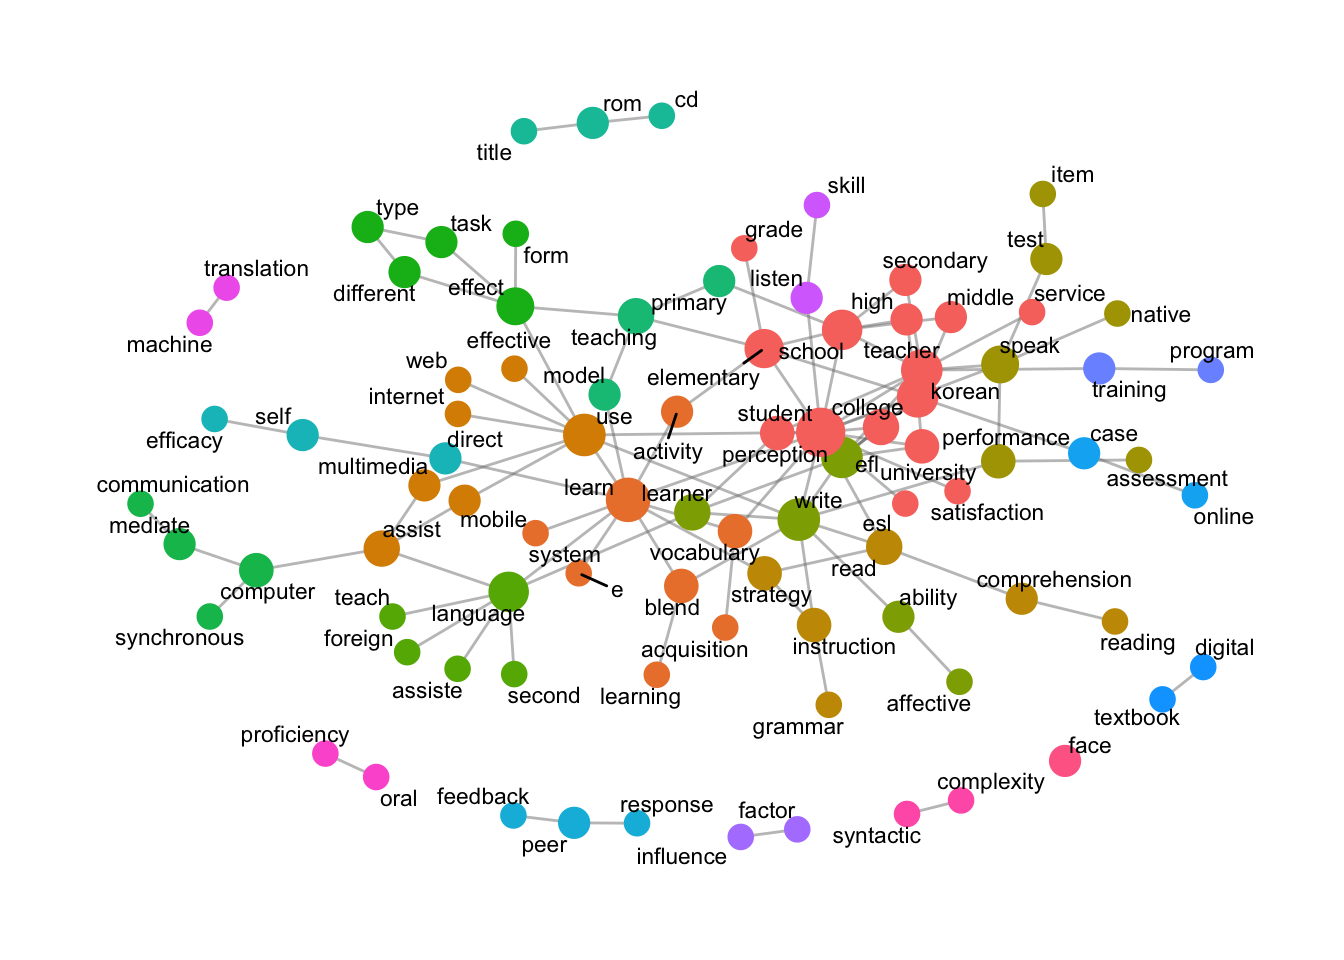 cd
rom
title
item
skill
type
task
grade
test
form
secondary
translation
listen
different
effect
primary
high
middle
service
native
machine
teaching
effective
school
teacher
speak
program
web
model
elementary
korean
training
internet
use
student
college
self
efficacy
direct
activity
perception
performance
case
multimedia
efl
university
assessment
communication
learn
learner
write
satisfaction
online
mediate
assist
mobile
system
vocabulary
esl
read
computer
e
strategy
comprehension
teach
language
blend
ability
synchronous
foreign
acquisition
instruction
reading
digital
assiste
second
learning
affective
textbook
grammar
proficiency
face
oral
feedback
response
factor
complexity
peer
influence
syntactic